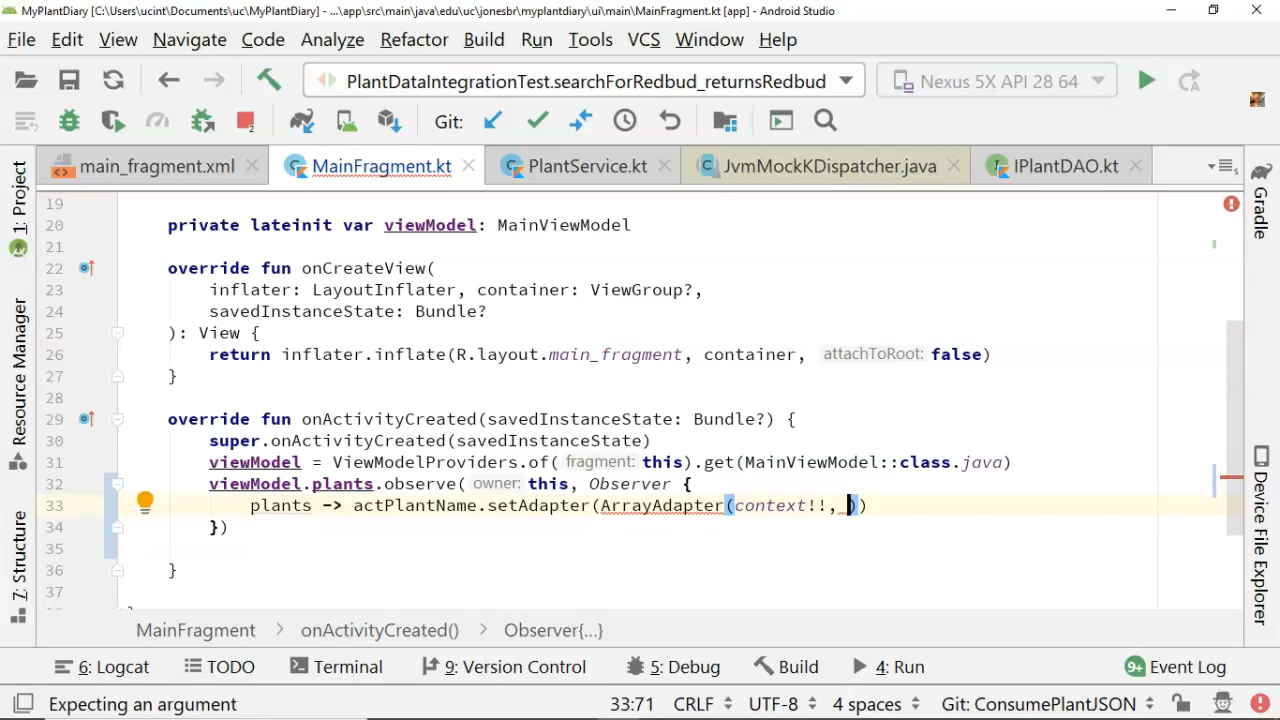 MyPlantDiary [C:\Users\ucint\Documents\uc\MyPlantDiary] - ...\app\src\main\java\edu\uc\jonesbr\myplantdiary\ui\main\MainFragment.kt [app] - Android Studio
File Edit View Navigate Code Analyze Refactor Build Run Tools VCS Window Help
PlantDataIntegrationTest.searchForRedbud_returnsRedbud Nexus 5X API 28 64
2 Git:
main_fragment.xml MainFragment.kt PlantService.kt JvmMockKDispatcher.java IPlantDAO.kt
1: Project
Resource Manager
7: Structure
19
20 private lateinit var viewModel: MainViewModel
21
22 override fun onCreateView(
23 inflater: LayoutInflater, container: ViewGroup?,
24 savedInstanceState: Bundle?
25 ): View {
26 return inflater.inflate(R.layout.main_fragment, container, attachToRoot: false)
27 }
28
29 override fun onActivityCreated(savedInstanceState: Bundle?) {
30 super.onActivityCreated(savedInstanceState)
31 viewModel = ViewModelProviders.of( fragment: this).get(MainViewModel::class.java)
32 viewModel.plants.observe( owner: this, Observer {
33 plants -> actPlantName.setAdapter(ArrayAdapter(context!!, ))
34 })
35
36 }
37
Gradle
Device File Explorer
MainFragment > onActivityCreated() > Observer{...}
6: Logcat TODO Terminal 9: Version Control 5: Debug Build 4: Run 9+ Event Log
Expecting an argument 33:71 CRLF UTF-8 4 spaces Git: ConsumePlantJSON